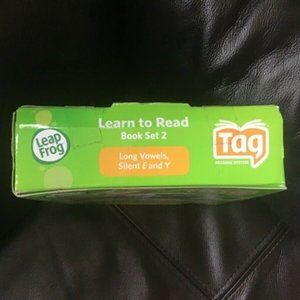 Leap
Frog
Learn to Read
Book Set 2
Long Vowels,
Silent E and Y
Tag
READING SYSTEM